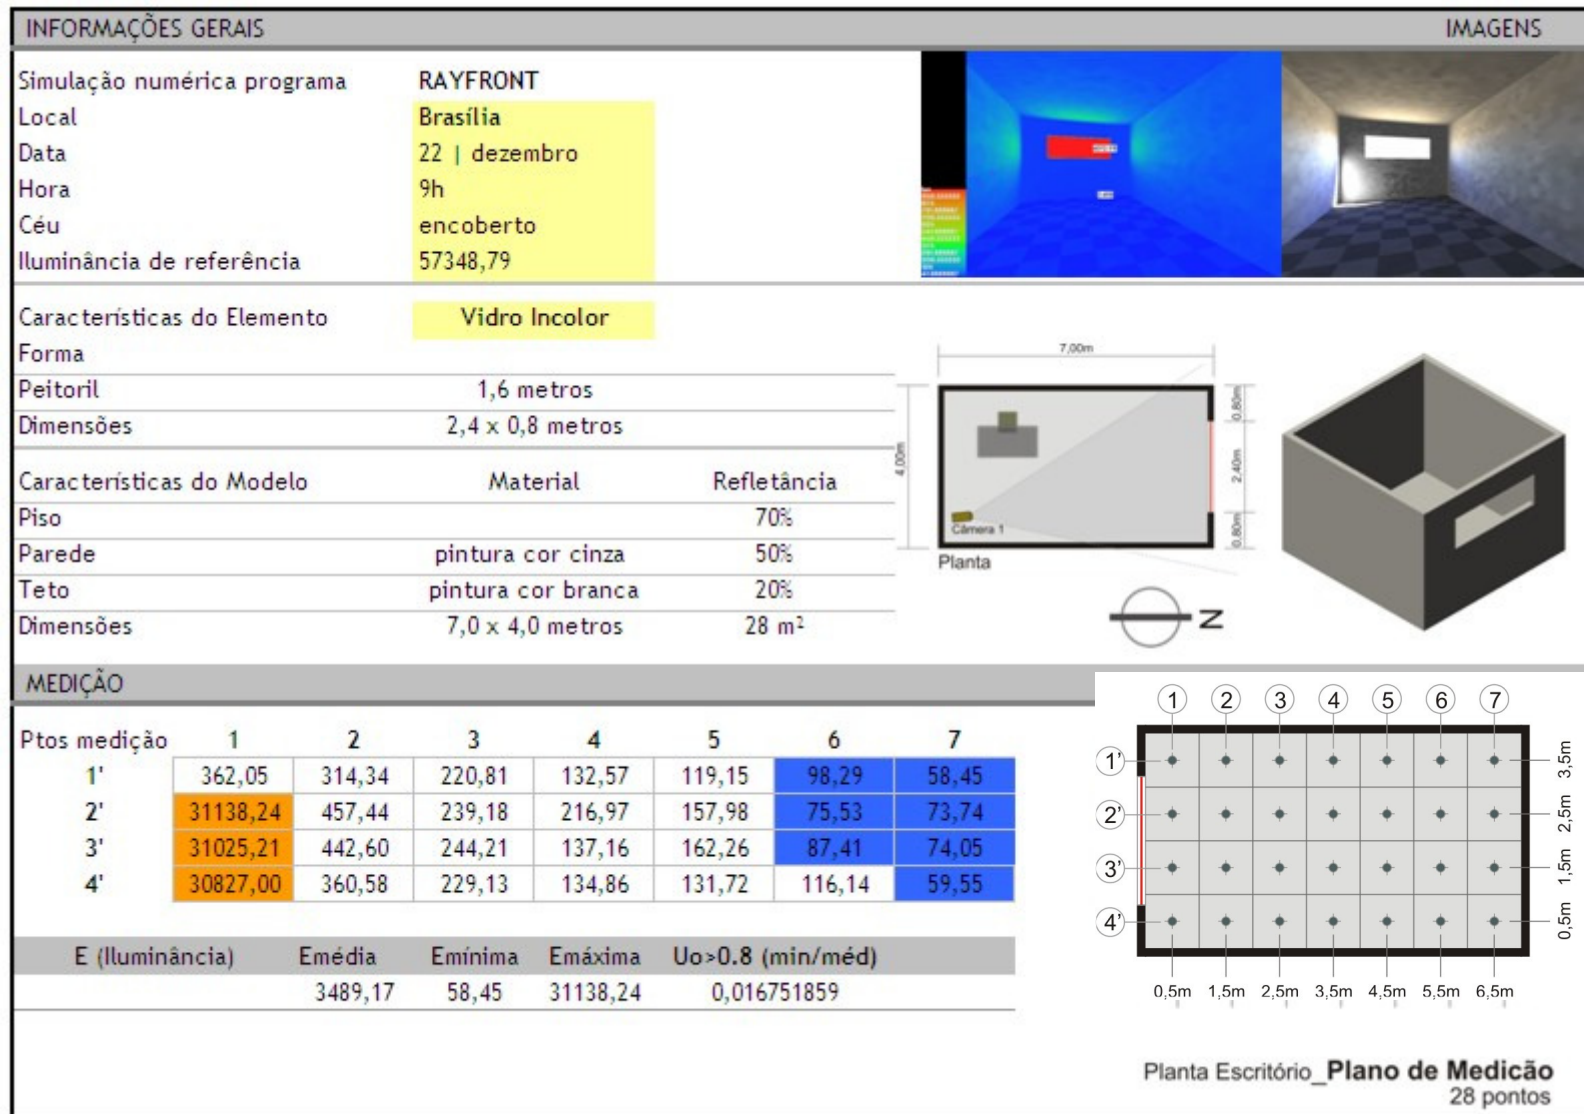 INFORMAÇÕES GERAIS IMAGENS
Simulação numérica programa RAYFRONT
Local Brasília
Data 22 | dezembro
Hora 9h
Céu encoberto
Iluminância de referência 57348,79
Características do Elemento Vidro Incolor
Forma
Peitoril 1,6 metros
Dimensões 2,4 x 0,8 metros
Características do Modelo Material Refletância
Piso 70%
Parede pintura cor cinza 50%
Teto pintura cor branca 20%
Dimensões 7,0 x 4,0 metros 28 m²
7,00m
4,00m
0,80m
2,40m
0,80m
Câmera 1
Planta
N
MEDIÇÃO
Ptos medição 1 2 3 4 5 6 7
1' 362,05 314,34 220,81 132,57 119,15 98,29 58,45
2' 31138,24 457,44 239,18 216,97 157,98 75,53 73,74
3' 31025,21 442,60 244,21 137,16 162,26 87,41 74,05
4' 30827,00 360,58 229,13 134,86 131,72 116,14 59,55
E (Iluminância) Emédia Emínima Emáxima Uo>0.8 (min/méd)
3489,17 58,45 31138,24 0,016751859
1 2 3 4 5 6 7
1' 3,5m
2' 2,5m
3' 1,5m
4' 0,5m
0,5m 1,5m 2,5m 3,5m 4,5m 5,5m 6,5m
Planta Escritório_Plano de Medicão
28 pontos